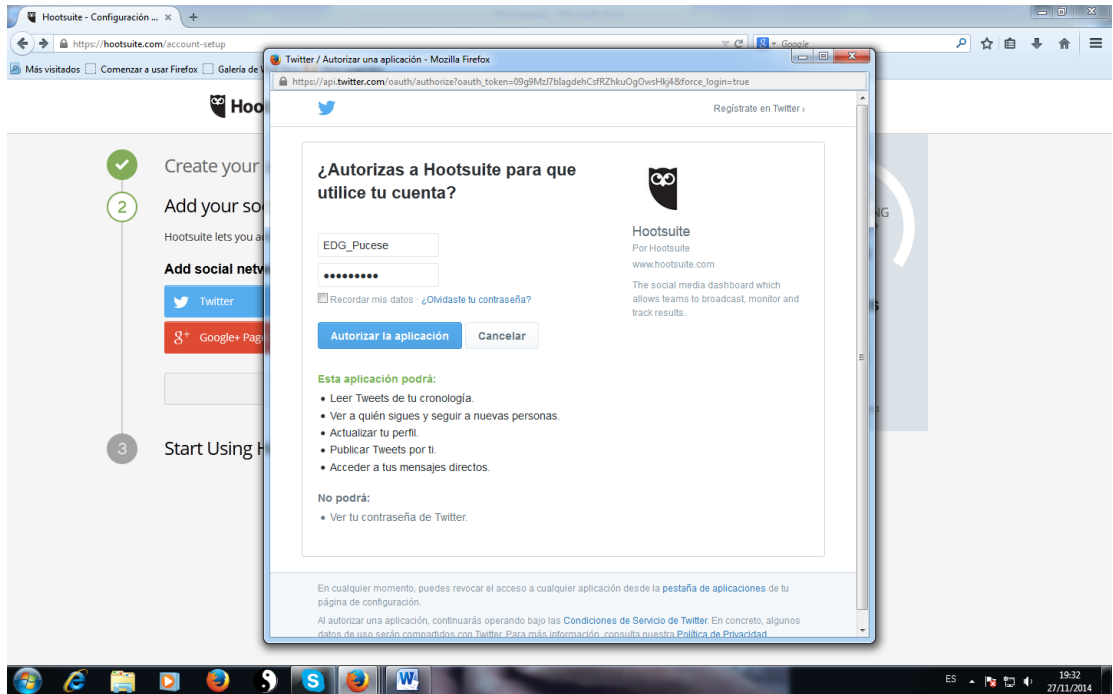 Hootsuite - Configuración ...
https://hootsuite.com/account-setup
Google
Más visitados
Comenzar a usar Firefox
Galería de
Twitter / Autorizar una aplicación - Mozilla Firefox
https://api.twitter.com/oauth/authorize?oauth_token=09g9MzJ7bIagdehCsfRZhkuOgOwsHkj4&force_login=true
Regístrate en Twitter ›
Hoo
Create your
2
Add your so
Hootsuite lets you a
Add social netw
Twitter
g+ Google+ Page
3
Start Using H
¿Autorizas a Hootsuite para que
utilice tu cuenta?
EDG_Pucese
Recordar mis datos · ¿Olvidaste tu contraseña?
Autorizar la aplicación
Cancelar
Hootsuite
Por Hootsuite
www.hootsuite.com
The social media dashboard which
allows teams to broadcast, monitor and
track results.
Esta aplicación podrá:
• Leer Tweets de tu cronología.
• Ver a quién sigues y seguir a nuevas personas.
• Actualizar tu perfil.
• Publicar Tweets por ti.
• Acceder a tus mensajes directos.
No podrá:
• Ver tu contraseña de Twitter.
En cualquier momento, puedes revocar el acceso a cualquier aplicación desde la pestaña de aplicaciones de tu
página de configuración.
Al autorizar una aplicación, continuarás operando bajo las Condiciones de Servicio de Twitter. En concreto, algunos
datos de uso serán compartidos con Twitter. Para más información, consulta nuestra Política de Privacidad.
NG
ES
19:32
27/11/2014